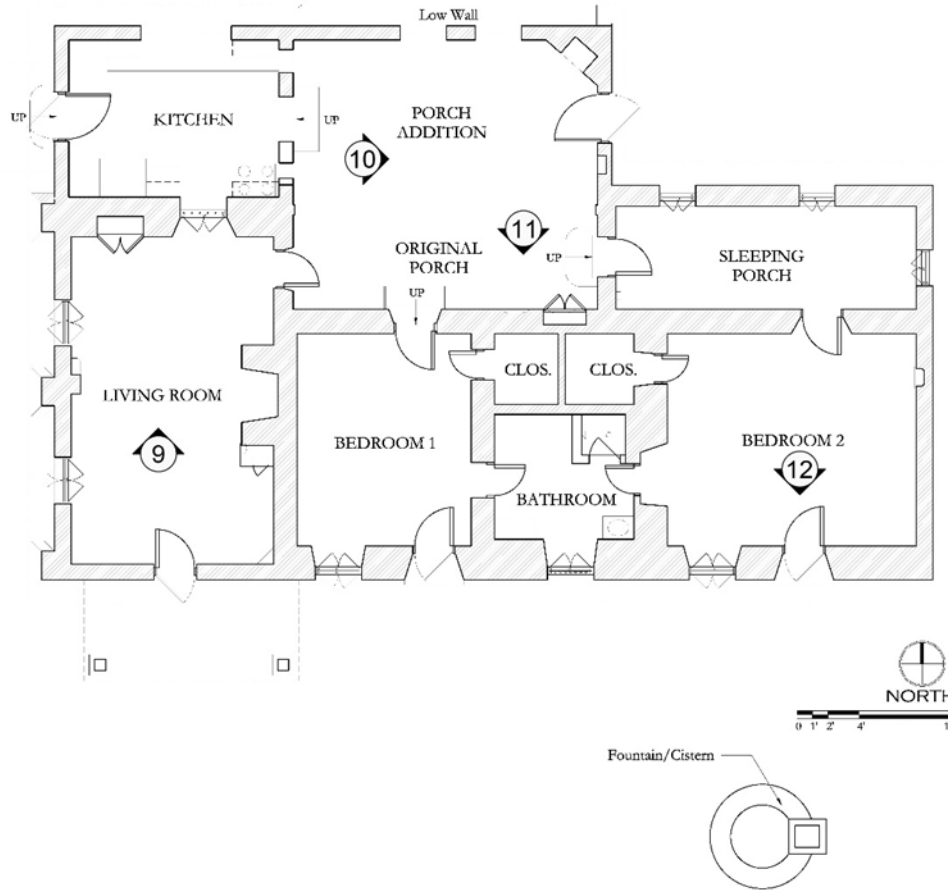 Low Wall
UP
KITCHEN
UP
PORCH
ADDITION
10
11
ORIGINAL
PORCH
UP
UP
SLEEPING
PORCH
CLOS.
CLOS.
LIVING ROOM
9
BEDROOM 1
BEDROOM 2
12
BATHROOM
NORTH
0 1' 2' 4'
Fountain/Cistern